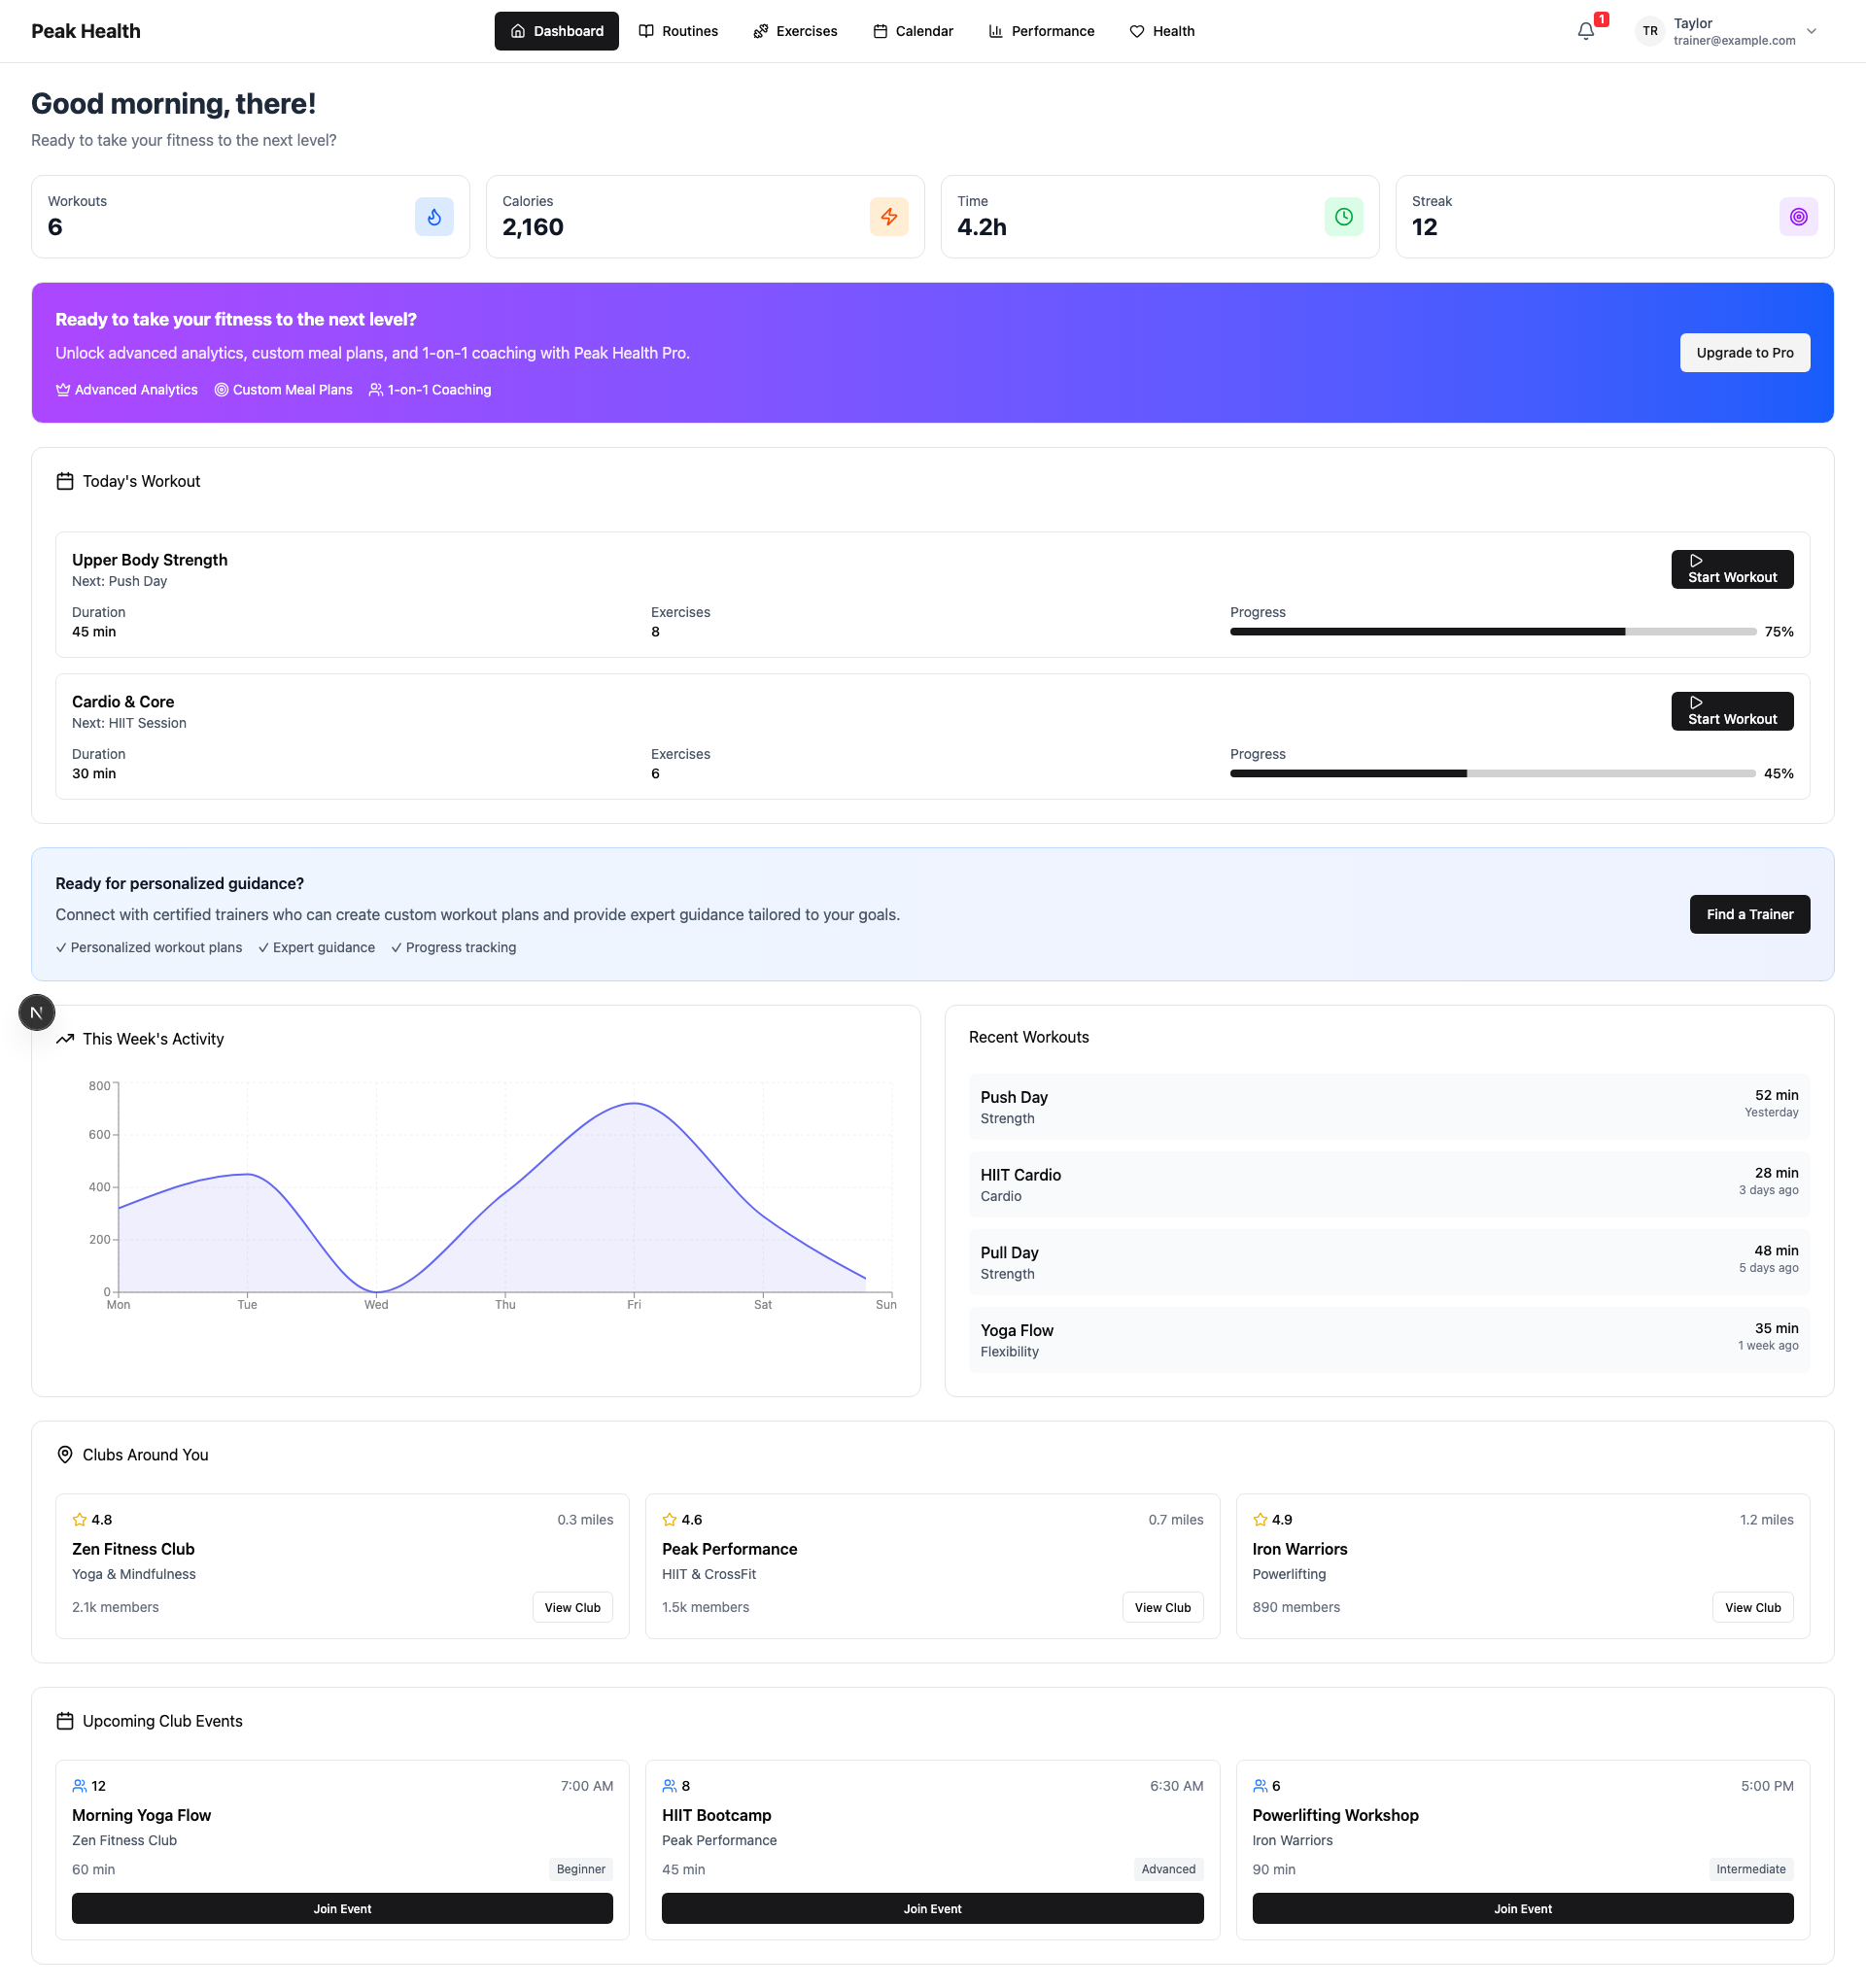 Peak Health
Dashboard
Routines
Exercises
Calendar
Performance
Health
1
TR
Taylor
trainer@example.com
Good morning, there!
Ready to take your fitness to the next level?
Workouts
6
Calories
2,160
Time
4.2h
Streak
12
Ready to take your fitness to the next level?
Unlock advanced analytics, custom meal plans, and 1-on-1 coaching with Peak Health Pro.
Advanced Analytics
Custom Meal Plans
1-on-1 Coaching
Upgrade to Pro
Today's Workout
Upper Body Strength
Next: Push Day
Start Workout
Duration
45 min
Exercises
8
Progress
75%
Cardio & Core
Next: HIIT Session
Start Workout
Duration
30 min
Exercises
6
Progress
45%
Ready for personalized guidance?
Connect with certified trainers who can create custom workout plans and provide expert guidance tailored to your goals.
✓ Personalized workout plans
✓ Expert guidance
✓ Progress tracking
Find a Trainer
N
This Week's Activity
800
600
400
200
0
Mon
Tue
Wed
Thu
Fri
Sat
Sun
Recent Workouts
Push Day
Strength
52 min
Yesterday
HIIT Cardio
Cardio
28 min
3 days ago
Pull Day
Strength
48 min
5 days ago
Yoga Flow
Flexibility
35 min
1 week ago
Clubs Around You
4.8
0.3 miles
Zen Fitness Club
Yoga & Mindfulness
2.1k members
View Club
4.6
0.7 miles
Peak Performance
HIIT & CrossFit
1.5k members
View Club
4.9
1.2 miles
Iron Warriors
Powerlifting
890 members
View Club
Upcoming Club Events
12
7:00 AM
Morning Yoga Flow
Zen Fitness Club
60 min
Beginner
Join Event
8
6:30 AM
HIIT Bootcamp
Peak Performance
45 min
Advanced
Join Event
6
5:00 PM
Powerlifting Workshop
Iron Warriors
90 min
Intermediate
Join Event